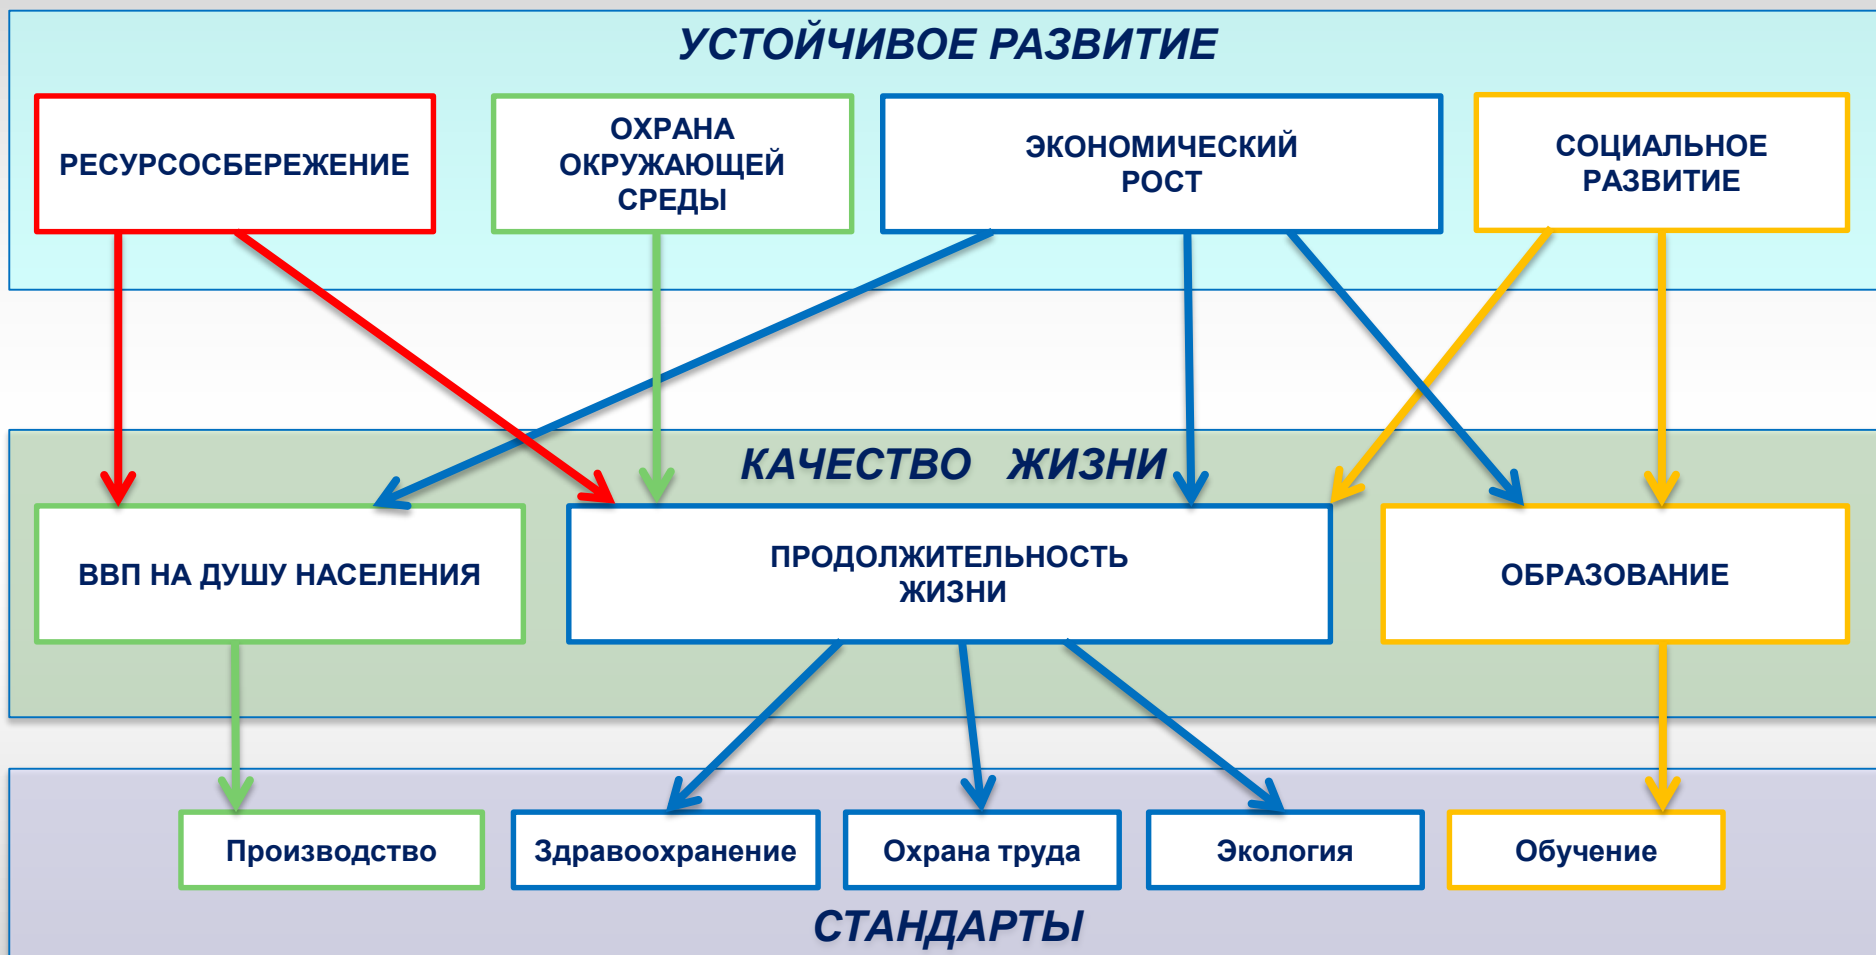 УСТОЙЧИВОЕ РАЗВИТИЕ
РЕСУРСОСБЕРЕЖЕНИЕ
ОХРАНА
ОКРУЖАЮЩЕЙ
СРЕДЫ
ЭКОНОМИЧЕСКИЙ
РОСТ
СОЦИАЛЬНОЕ
РАЗВИТИЕ
КАЧЕСТВО ЖИЗНИ
ВВП НА ДУШУ НАСЕЛЕНИЯ
ПРОДОЛЖИТЕЛЬНОСТЬ
ЖИЗНИ
ОБРАЗОВАНИЕ
Производство
Здравоохранение
Охрана труда
Экология
Обучение
СТАНДАРТЫ